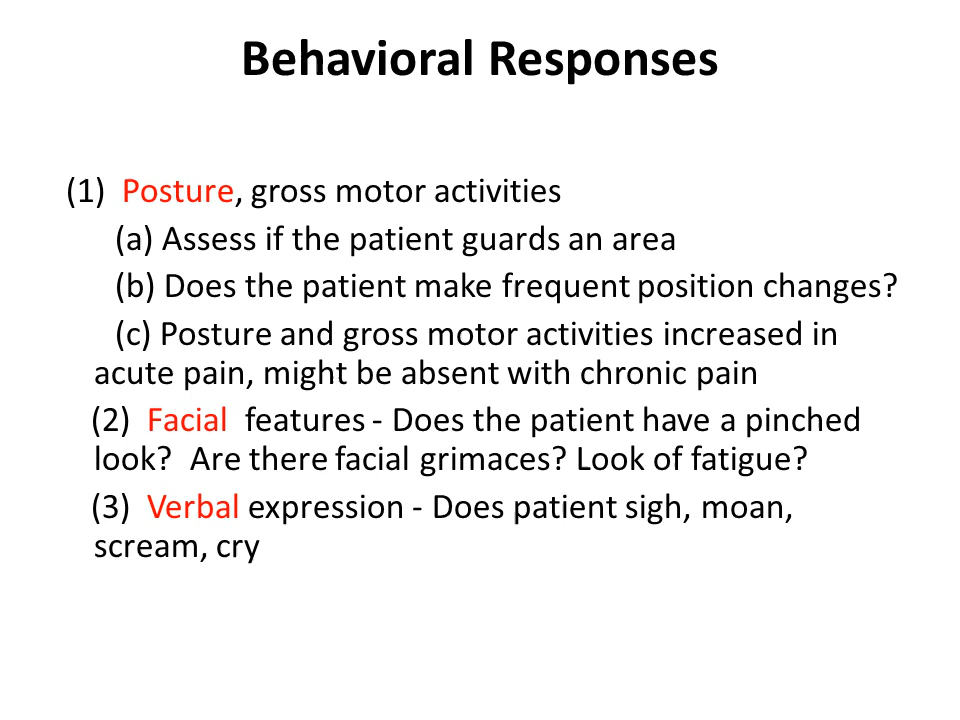 Behavioral Responses
(1) Posture, gross motor activities
(a) Assess if the patient guards an area
(b) Does the patient make frequent position changes?
(c) Posture and gross motor activities increased in
acute pain, might be absent with chronic pain
(2) Facial features - Does the patient have a pinched
look? Are there facial grimaces? Look of fatigue?
(3) Verbal expression - Does patient sigh, moan,
scream, cry